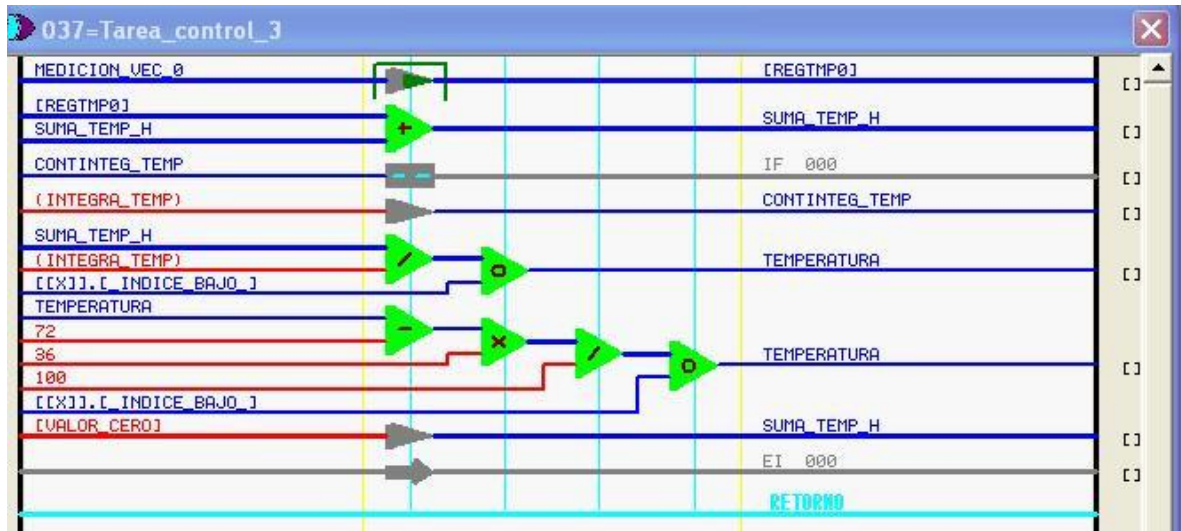 037=Tarea_control_3
MEDICION_VEC_0 [REGTMP0] []
[REGTMP0]
SUMA_TEMP_H + SUMA_TEMP_H []
CONTINTEG_TEMP IF 000 []
(INTEGRA_TEMP) CONTINTEG_TEMP []
SUMA_TEMP_H
(INTEGRA_TEMP) / O TEMPERATURA []
[[X]].[_INDICE_BAJO_]
TEMPERATURA
72 -
36 X / O TEMPERATURA []
100
[[X]].[_INDICE_BAJO_]
[VALOR_CERO] SUMA_TEMP_H []
EI 000 []
RETORNO